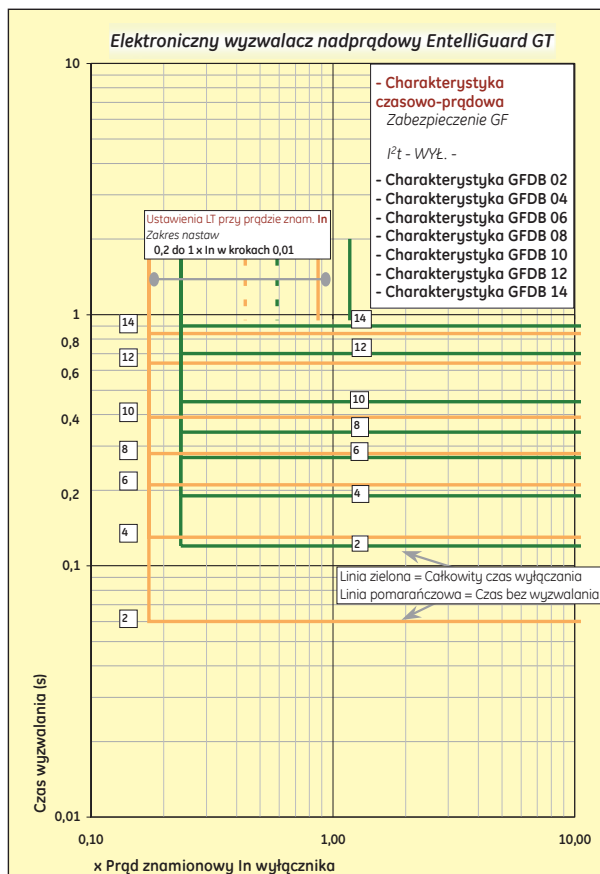 Elektroniczny wyzwalacz nadprądowy EntelliGuard GT
10
- Charakterystyka
czasowo-prądowa
Zabezpieczenie GF
I²t - WYŁ. -
- Charakterystyka GFDB 02
- Charakterystyka GFDB 04
- Charakterystyka GFDB 06
- Charakterystyka GFDB 08
- Charakterystyka GFDB 10
- Charakterystyka GFDB 12
- Charakterystyka GFDB 14
Ustawienia LT przy prądzie znam. In
Zakres nastaw
0,2 do 1 x In w krokach 0,01
1
14
14
0,8
12
12
0,6
10
10
0,4
8
8
6
6
0,2
4
4
2
0,1
Linia zielona = Całkowity czas wyłączania
Linia pomarańczowa = Czas bez wyzwalania
2
Czas wyzwalania (s)
0,01
0,10
1,00
10,00
x Prąd znamionowy In wyłącznika